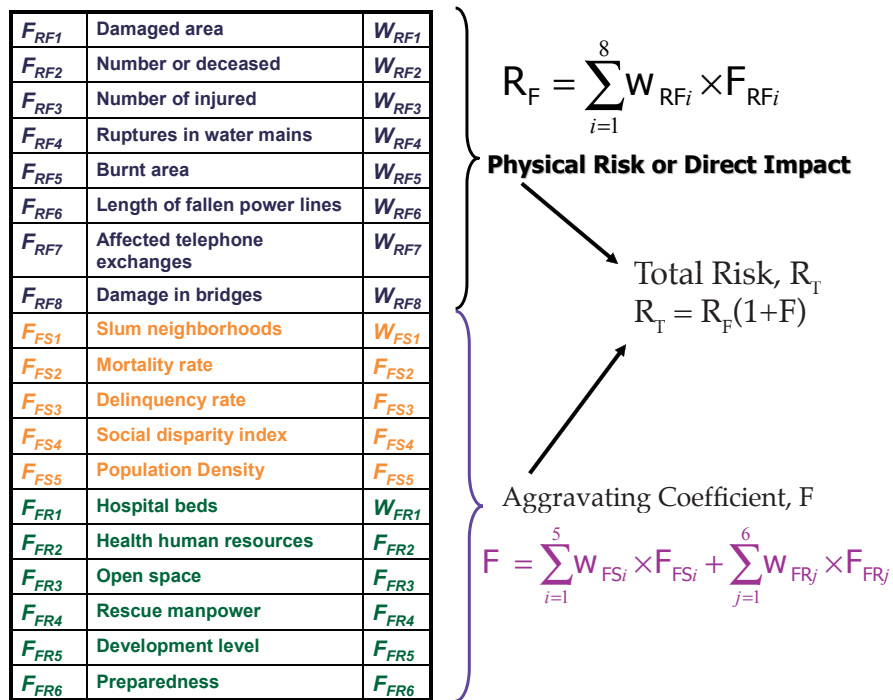 F_RF1 Damaged area W_RF1
F_RF2 Number or deceased W_RF2
F_RF3 Number of injured W_RF3
F_RF4 Ruptures in water mains W_RF4
F_RF5 Burnt area W_RF5
F_RF6 Length of fallen power lines W_RF6
F_RF7 Affected telephone W_RF7
exchanges
F_RF8 Damage in bridges W_RF8
F_FS1 Slum neighborhoods W_FS1
F_FS2 Mortality rate F_FS2
F_FS3 Delinquency rate F_FS3
F_FS4 Social disparity index F_FS4
F_FS5 Population Density F_FS5
F_FR1 Hospital beds W_FR1
F_FR2 Health human resources F_FR2
F_FR3 Open space F_FR3
F_FR4 Rescue manpower F_FR4
F_FR5 Development level F_FR5
F_FR6 Preparedness F_FR6
R_F = ∑_{i=1}^{8} w_RFi × F_RFi
Physical Risk or Direct Impact
Total Risk, R_T
R_T = R_F(1+F)
Aggravating Coefficient, F
F = ∑_{i=1}^{5} w_FSi × F_FSi + ∑_{j=1}^{6} w_FRj × F_FRj